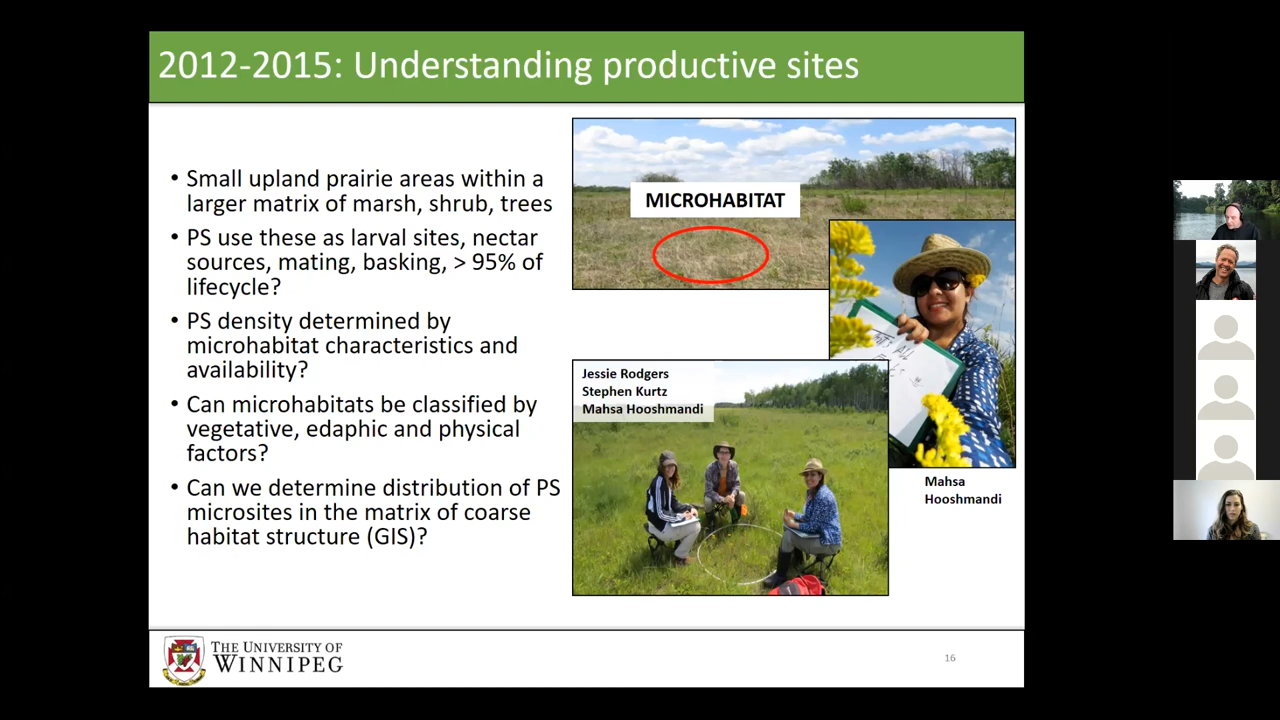 2012-2015: Understanding productive sites
• Small upland prairie areas within a
larger matrix of marsh, shrub, trees
• PS use these as larval sites, nectar
sources, mating, basking, > 95% of
lifecycle?
• PS density determined by
microhabitat characteristics and
availability?
• Can microhabitats be classified by
vegetative, edaphic and physical
factors?
• Can we determine distribution of PS
microsites in the matrix of coarse
habitat structure (GIS)?
MICROHABITAT
Jessie Rodgers
Stephen Kurtz
Mahsa Hooshmandi
Mahsa
Hooshmandi
THE UNIVERSITY OF
WINNIPEG
16